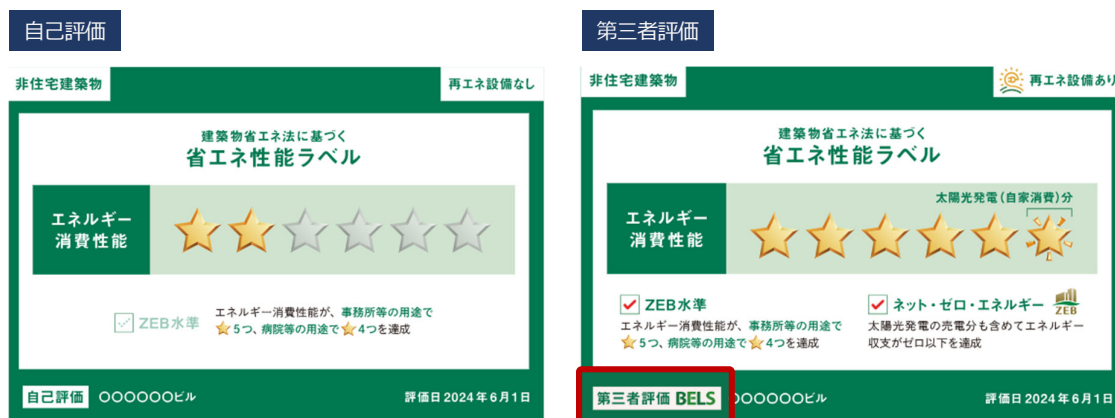 自己評価
非住宅建築物
再エネ設備なし
建築物省エネ法に基づく
省エネ性能ラベル
エネルギー
消費性能
ZEB水準
エネルギー消費性能が、事務所等の用途で
5つ、病院等の用途で 4つを達成
自己評価 〇〇〇〇〇〇ビル
評価日 2024年6月1日
第三者評価
非住宅建築物
再エネ設備あり
建築物省エネ法に基づく
省エネ性能ラベル
太陽光発電(自家消費)分
エネルギー
消費性能
ZEB水準
エネルギー消費性能が、事務所等の用途で
5つ、病院等の用途で 4つを達成
ネット・ゼロ・エネルギー ZEB
太陽光発電の売電分も含めてエネルギー
収支がゼロ以下を達成
第三者評価 BELS 〇〇〇〇〇〇ビル
評価日 2024年6月1日